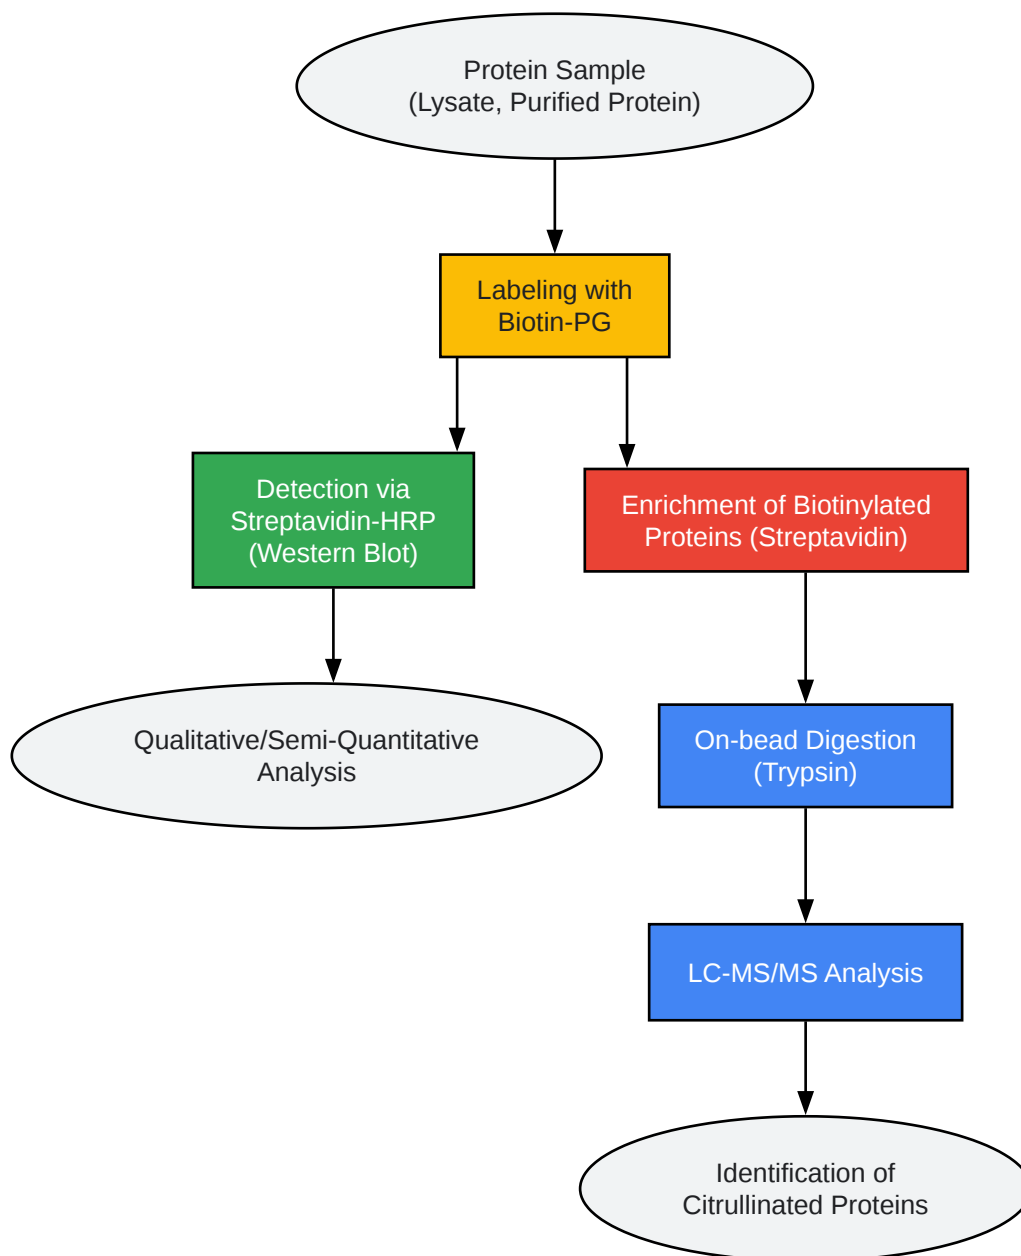 Protein Sample
(Lysate, Purified Protein)
Labeling with
Biotin-PG
Detection via
Streptavidin-HRP
(Western Blot)
Enrichment of Biotinylated
Proteins (Streptavidin)
Qualitative/Semi-Quantitative
Analysis
On-bead Digestion
(Trypsin)
LC-MS/MS Analysis
Identification of
Citrullinated Proteins